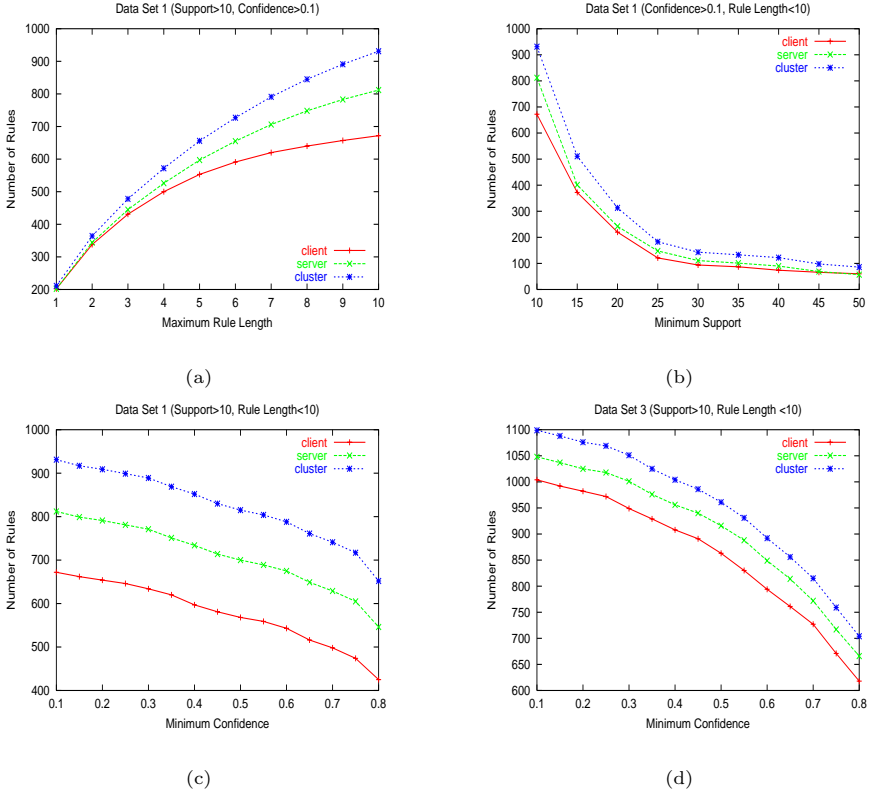 Data Set 1 (Support>10, Confidence>0.1)
Number of Rules
1000
900
800
700
600
500
400
300
200
client
server
cluster
1 2 3 4 5 6 7 8 9 10
Maximum Rule Length
(a)
Data Set 1 (Confidence>0.1, Rule Length<10)
Number of Rules
1000
900
800
700
600
500
400
300
200
100
0
client
server
cluster
10 15 20 25 30 35 40 45 50
Minimum Support
(b)
Data Set 1 (Support>10, Rule Length<10)
Number of Rules
1000
900
800
700
600
500
400
client
server
cluster
0.1 0.2 0.3 0.4 0.5 0.6 0.7 0.8
Minimum Confidence
(c)
Data Set 3 (Support>10, Rule Length <10)
Number of Rules
1100
1050
1000
950
900
850
800
750
700
650
600
client
server
cluster
0.1 0.2 0.3 0.4 0.5 0.6 0.7 0.8
Minimum Confidence
(d)